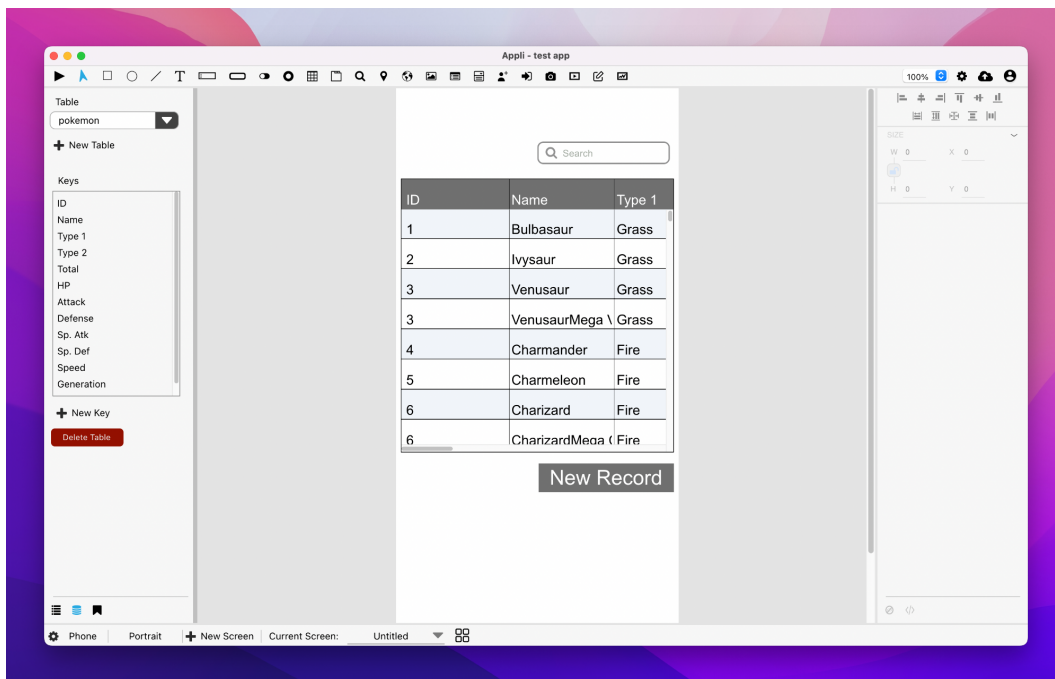 Appli - test app
T
100%
Table
pokemon
New Table
Keys
ID
Name
Type 1
Type 2
Total
HP
Attack
Defense
Sp. Atk
Sp. Def
Speed
Generation
New Key
Delete Table
Search
ID Name Type 1
1 Bulbasaur Grass
2 Ivysaur Grass
3 Venusaur Grass
3 VenusaurMega Grass
4 Charmander Fire
5 Charmeleon Fire
6 Charizard Fire
6 CharizardMega Fire
New Record
SIZE
W 0 X 0
H 0 Y 0
Phone Portrait New Screen Current Screen: Untitled